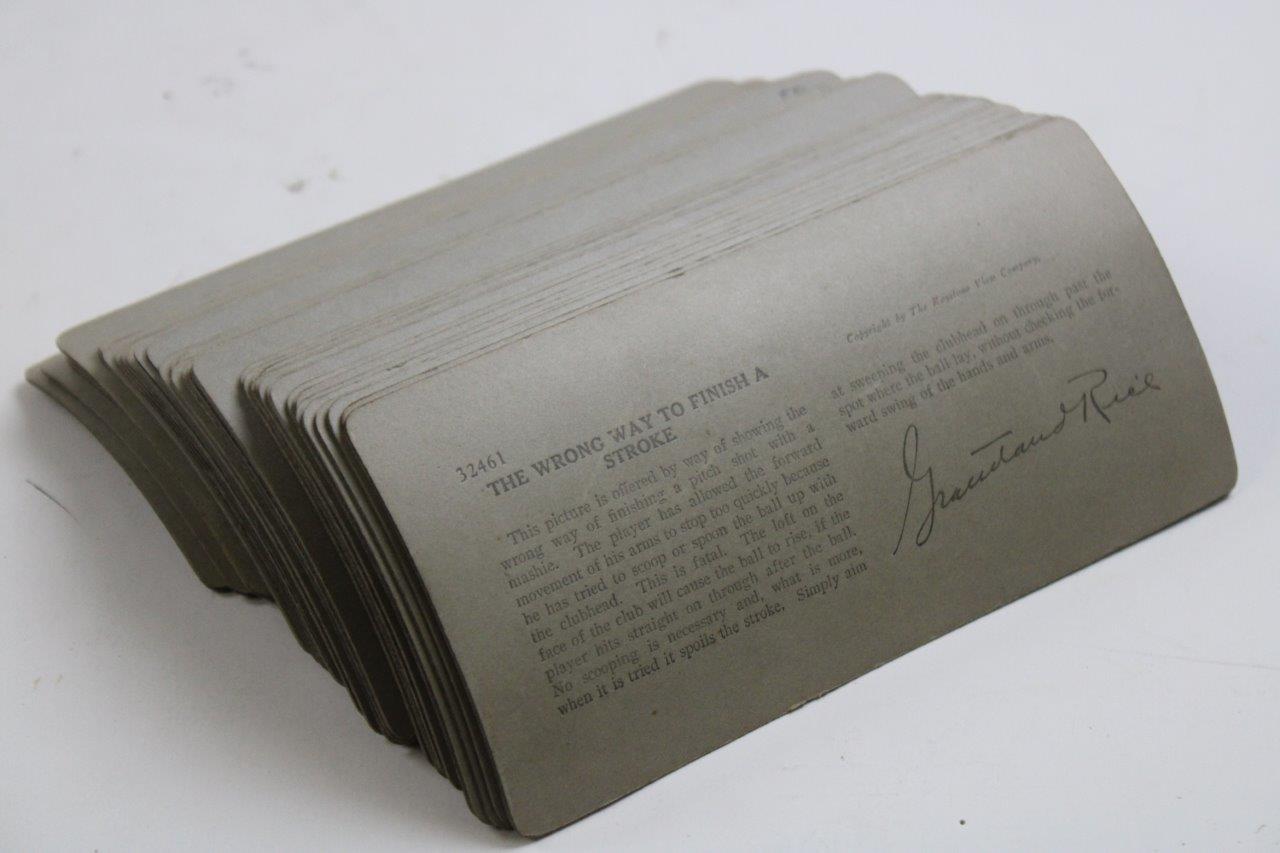 32461
THE WRONG WAY TO FINISH A
STROKE
This picture is offered by way of showing the
wrong way of finishing a pitch shot with a
mashie. The player has allowed the forward
movement of his arms to stop too quickly because
he has tried to scoop or spoon the ball up with
the clubhead. This is fatal. The loft on the
face of the club will cause the ball to rise, if the
player hits straight on through after the ball.
No scooping is necessary and, what is more,
when it is tried it spoils the stroke. Simply aim
Copyright by The Keystone View Company.
at sweeping the clubhead on through past the
spot where the ball lay, without checking the for-
ward swing of the hands and arms.
Grantland Rice